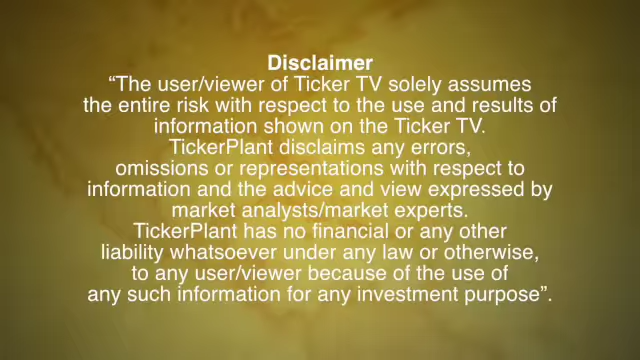 Disclaimer
“The user/viewer of Ticker TV solely assumes
the entire risk with respect to the use and results of
information shown on the Ticker TV.
TickerPlant disclaims any errors,
omissions or representations with respect to
information and the advice and view expressed by
market analysts/market experts.
TickerPlant has no financial or any other
liability whatsoever under any law or otherwise,
to any user/viewer because of the use of
any such information for any investment purpose”.